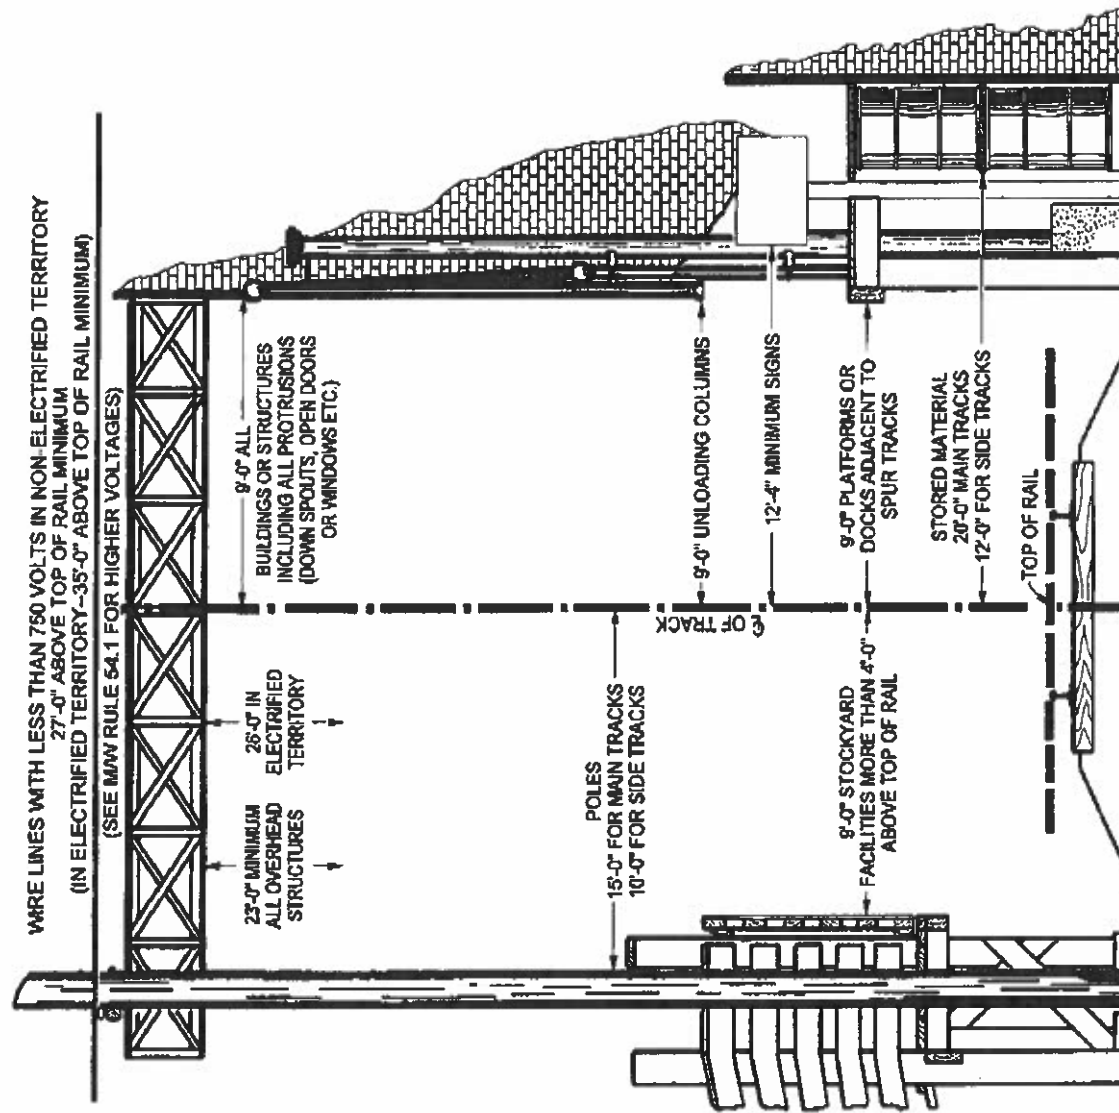 WIRE LINES WITH LESS THAN 750 VOLTS IN NON-ELECTRIFIED TERRITORY
27'-0" ABOVE TOP OF RAIL MINIMUM
(IN ELECTRIFIED TERRITORY--35'-0" ABOVE TOP OF RAIL MINIMUM)
(SEE M/W RULE 54.1 FOR HIGHER VOLTAGES)
23'-0" MINIMUM
ALL OVERHEAD
STRUCTURES
26'-0" IN
ELECTRIFIED
TERRITORY
9'-0" ALL
BUILDINGS OR STRUCTURES
INCLUDING ALL PROTRUSIONS
(DOWN SPOUTS, OPEN DOORS
OR WINDOWS ETC.)
POLES
15'-0" FOR MAIN TRACKS
10'-0" FOR SIDE TRACKS
℄ OF TRACK
9'-0" UNLOADING COLUMNS
12'-4" MINIMUM SIGNS
9'-0" STOCKYARD
FACILITIES MORE THAN 4'-0"
ABOVE TOP OF RAIL
9'-0" PLATFORMS OR
DOCKS ADJACENT TO
SPUR TRACKS
STORED MATERIAL
20'-0" MAIN TRACKS
12'-0" FOR SIDE TRACKS
TOP OF RAIL